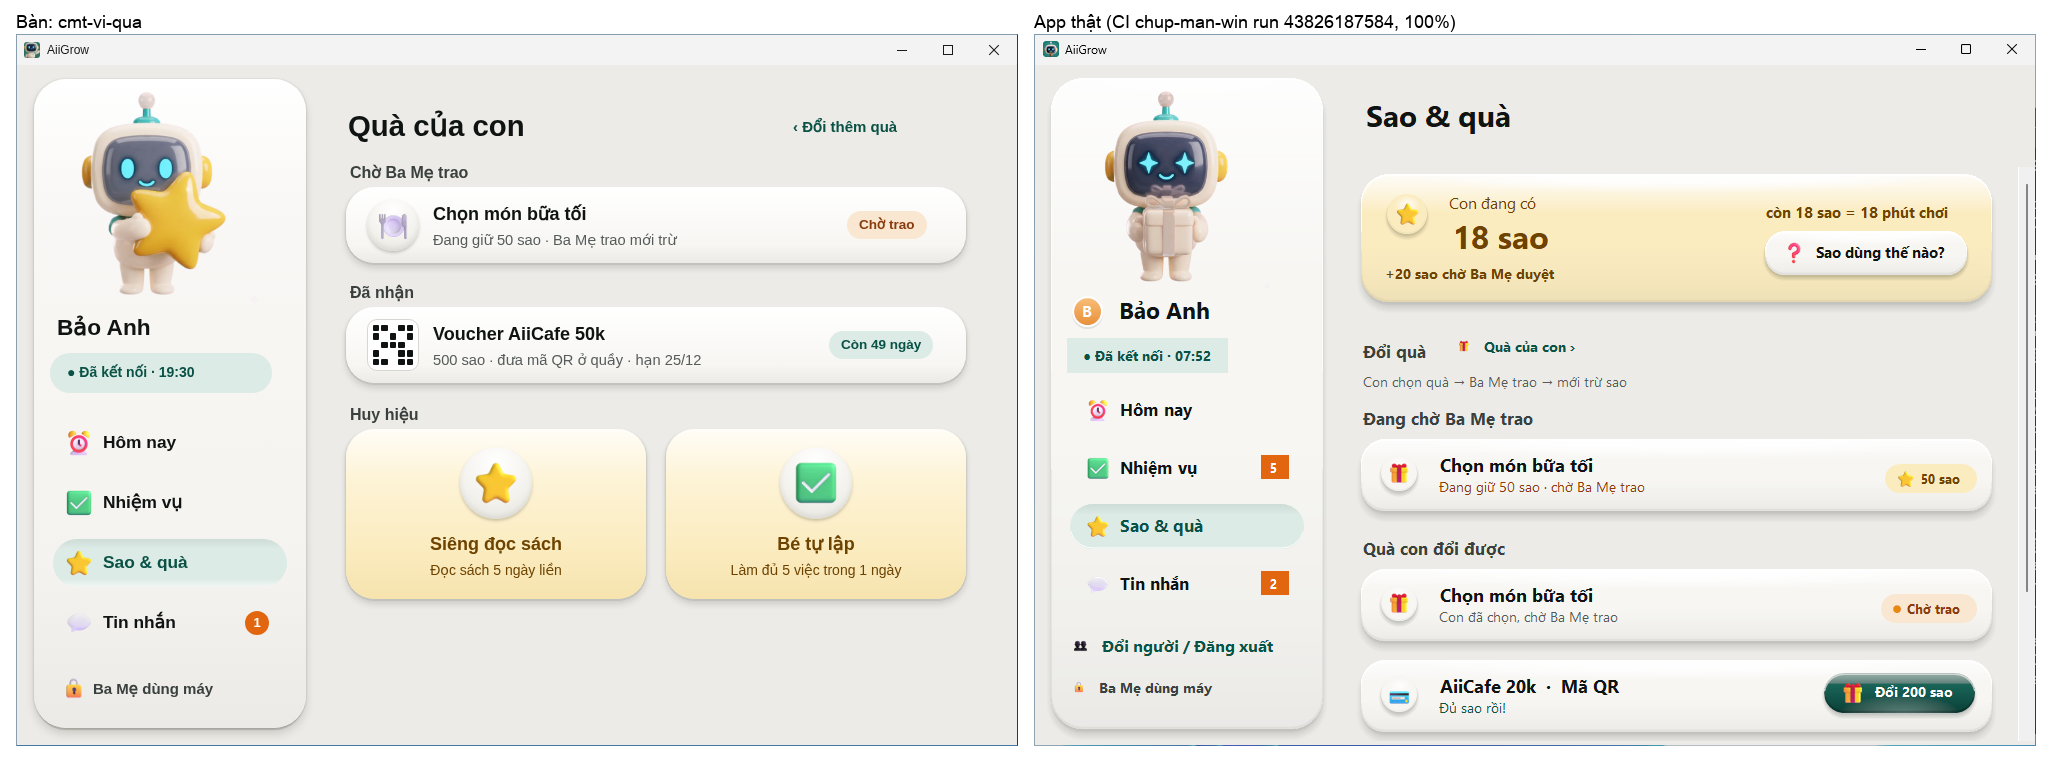 Bàn: cmt-vi-qua
AiiGrow
Bảo Anh
● Đã kết nối · 19:30
Hôm nay
Nhiệm vụ
Sao & quà
Tin nhắn
1
Ba Mẹ dùng máy
Quà của con
‹ Đổi thêm quà
Chờ Ba Mẹ trao
Chọn món bữa tối
Đang giữ 50 sao · Ba Mẹ trao mới trừ
Chờ trao
Đã nhận
Voucher AiiCafe 50k
500 sao · đưa mã QR ở quầy · hạn 25/12
Còn 49 ngày
Huy hiệu
Siêng đọc sách
Đọc sách 5 ngày liền
Bé tự lập
Làm đủ 5 việc trong 1 ngày
App thật (CI chup-man-win run 43826187584, 100%)
AiiGrow
B
Bảo Anh
● Đã kết nối · 07:52
Hôm nay
Nhiệm vụ
5
Sao & quà
Tin nhắn
2
Đổi người / Đăng xuất
Ba Mẹ dùng máy
Sao & quà
Con đang có
18 sao
+20 sao chờ Ba Mẹ duyệt
còn 18 sao = 18 phút chơi
❓ Sao dùng thế nào?
Đổi quà
Quà của con ›
Con chọn quà → Ba Mẹ trao → mới trừ sao
Đang chờ Ba Mẹ trao
Chọn món bữa tối
Đang giữ 50 sao · chờ Ba Mẹ trao
50 sao
Quà con đổi được
Chọn món bữa tối
Con đã chọn, chờ Ba Mẹ trao
● Chờ trao
AiiCafe 20k · Mã QR
Đủ sao rồi!
Đổi 200 sao